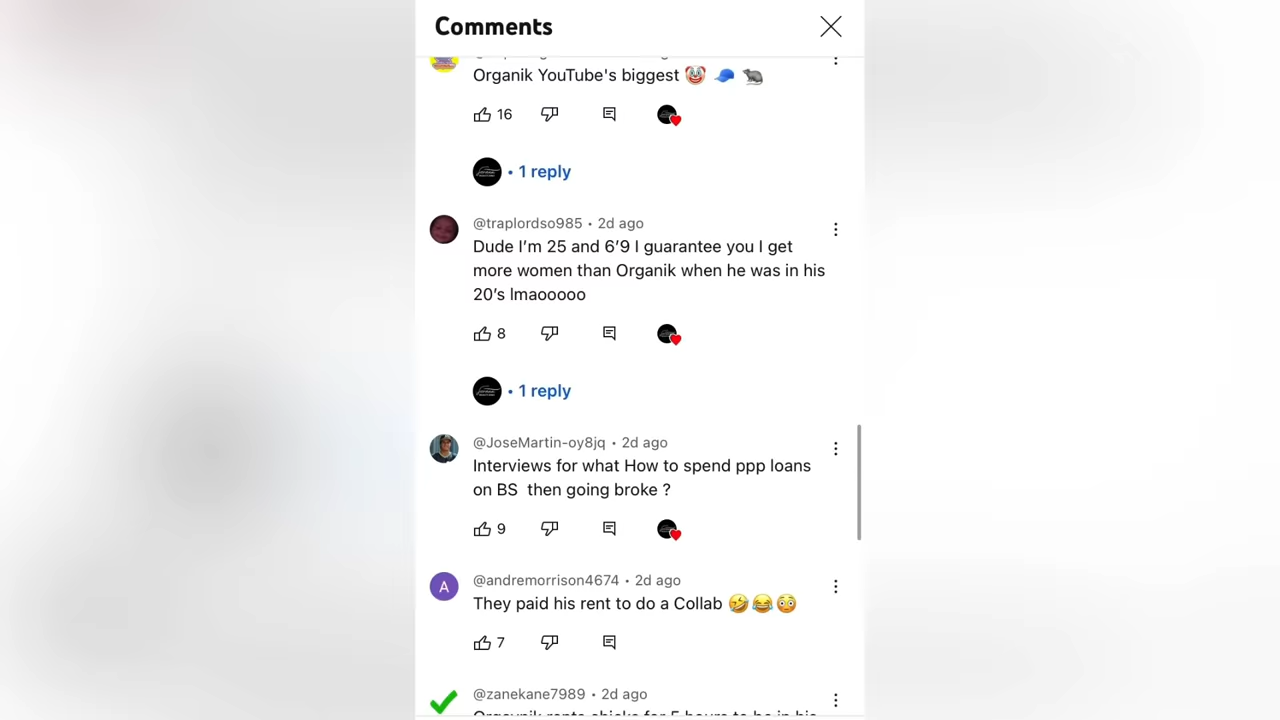 Comments
Organik YouTube's biggest 🤡 🧢 🐀
16
• 1 reply
@traplordso985 • 2d ago
Dude I’m 25 and 6’9 I guarantee you I get
more women than Organik when he was in his
20’s lmaooooo
8
• 1 reply
@JoseMartin-oy8jq • 2d ago
Interviews for what How to spend ppp loans
on BS then going broke ?
9
A
@andremorrison4674 • 2d ago
They paid his rent to do a Collab 🤣😂😳
7
@zanekane7989 • 2d ago